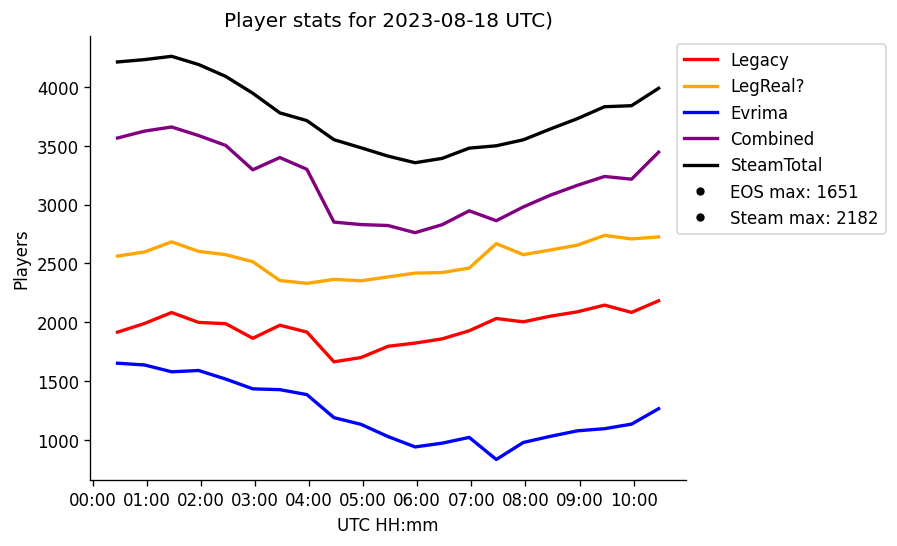 Player stats for 2023-08-18 UTC)
Players
4000
3500
3000
2500
2000
1500
1000
00:00 01:00 02:00 03:00 04:00 05:00 06:00 07:00 08:00 09:00 10:00
UTC HH:mm
Legacy
LegReal?
Evrima
Combined
SteamTotal
EOS max: 1651
Steam max: 2182